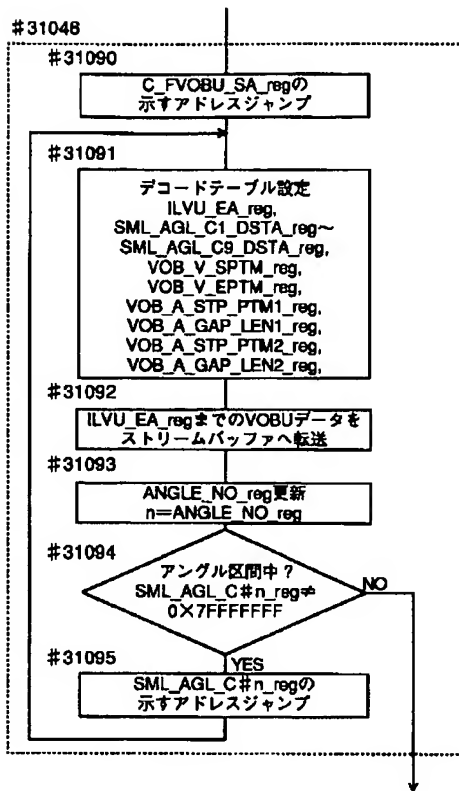 #31048
#31090
C_FVOBU_SA_regの
示すアドレスジャンプ
#31091
デコードテーブル設定
ILVU_EA_reg,
SML_AGL_C1_DSTA_reg~
SML_AGL_C9_DSTA_reg,
VOB_V_SPTM_reg,
VOB_V_EPTM_reg,
VOB_A_STP_PTM1_reg,
VOB_A_GAP_LEN1_reg,
VOB_A_STP_PTM2_reg,
VOB_A_GAP_LEN2_reg,
#31092
ILVU_EA_regまでのVOBUデータを
ストリームバッファへ転送
#31093
ANGLE_NO_reg更新
n=ANGLE_NO_reg
#31094
アングル区間中?
SML_AGL_C#n_reg≠
0×7FFFFFFF
NO
YES
#31095
SML_AGL_C#n_regの
示すアドレスジャンプ